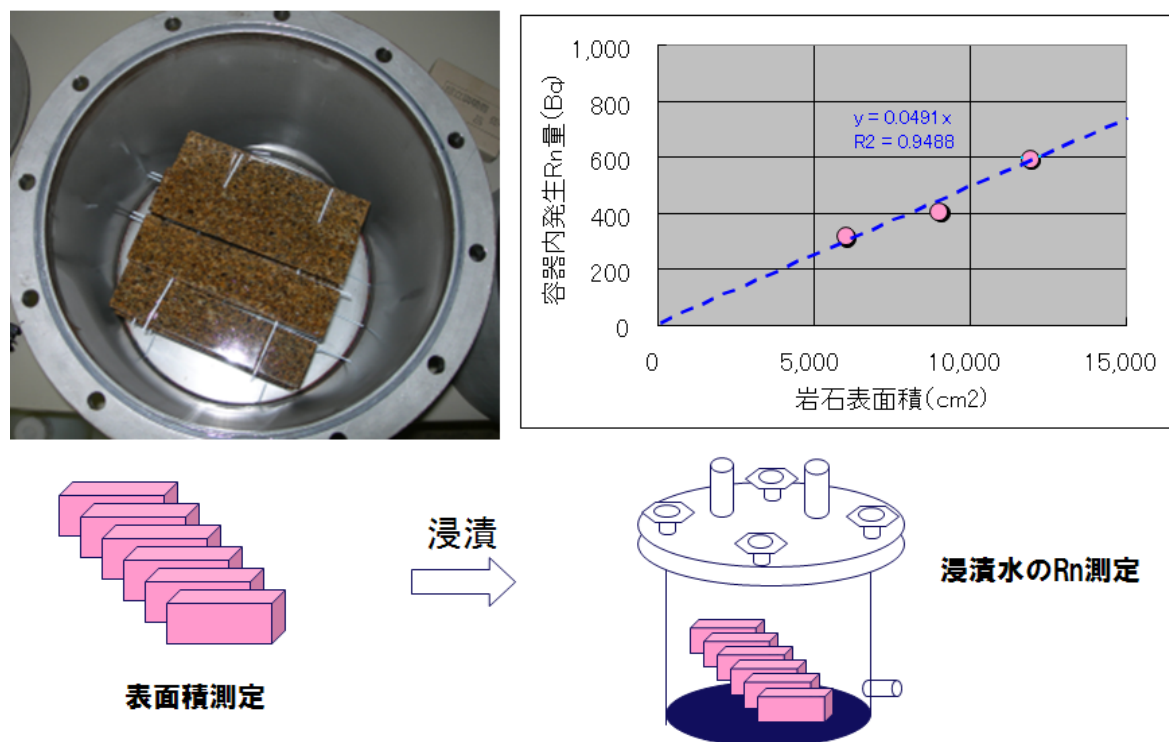 1,000
800
600
400
200
0
容器内発生Rn量(Bq)
y = 0.0491x
R2 = 0.9488
0
5,000
10,000
15,000
岩石表面積(cm2)
浸漬
浸漬水のRn測定
表面積測定